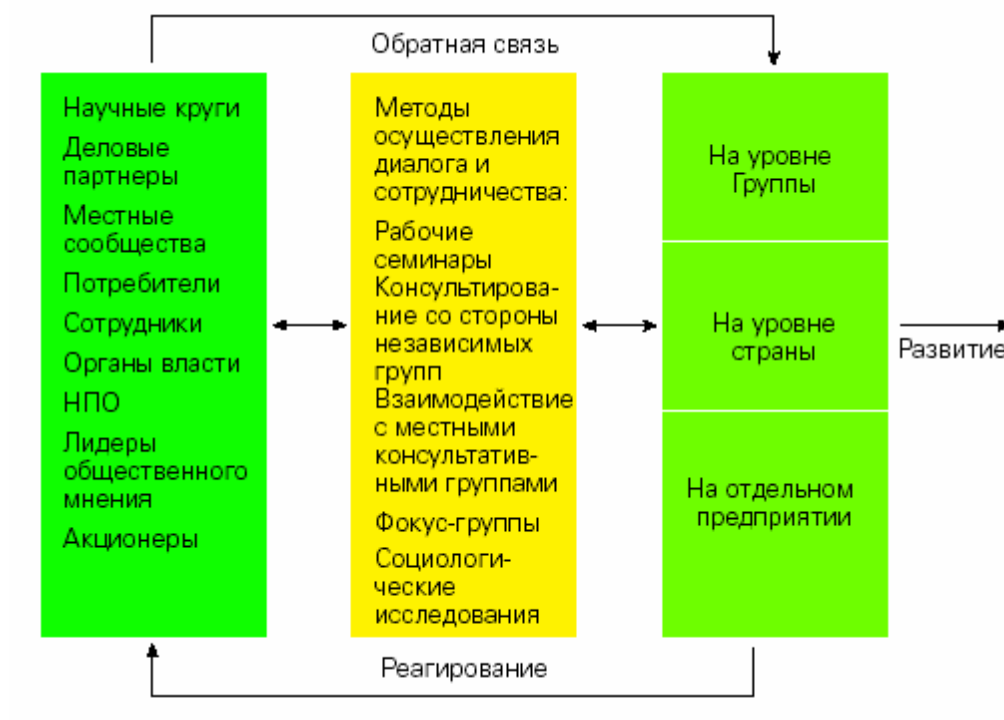 Обратная связь
Научные круги
Деловые
партнеры
Местные
сообщества
Потребители
Сотрудники
Органы власти
НПО
Лидеры
общественного
мнения
Акционеры
Методы
осуществления
диалога и
сотрудничества:
Рабочие
семинары
Консультирова-
ние со стороны
независимых
групп
Взаимодействие
с местными
консультатив-
ными группами
Фокус-группы
Социологи-
ческие
исследования
На уровне
Группы
На уровне
страны
На отдельном
предприятии
Развитие
Реагирование